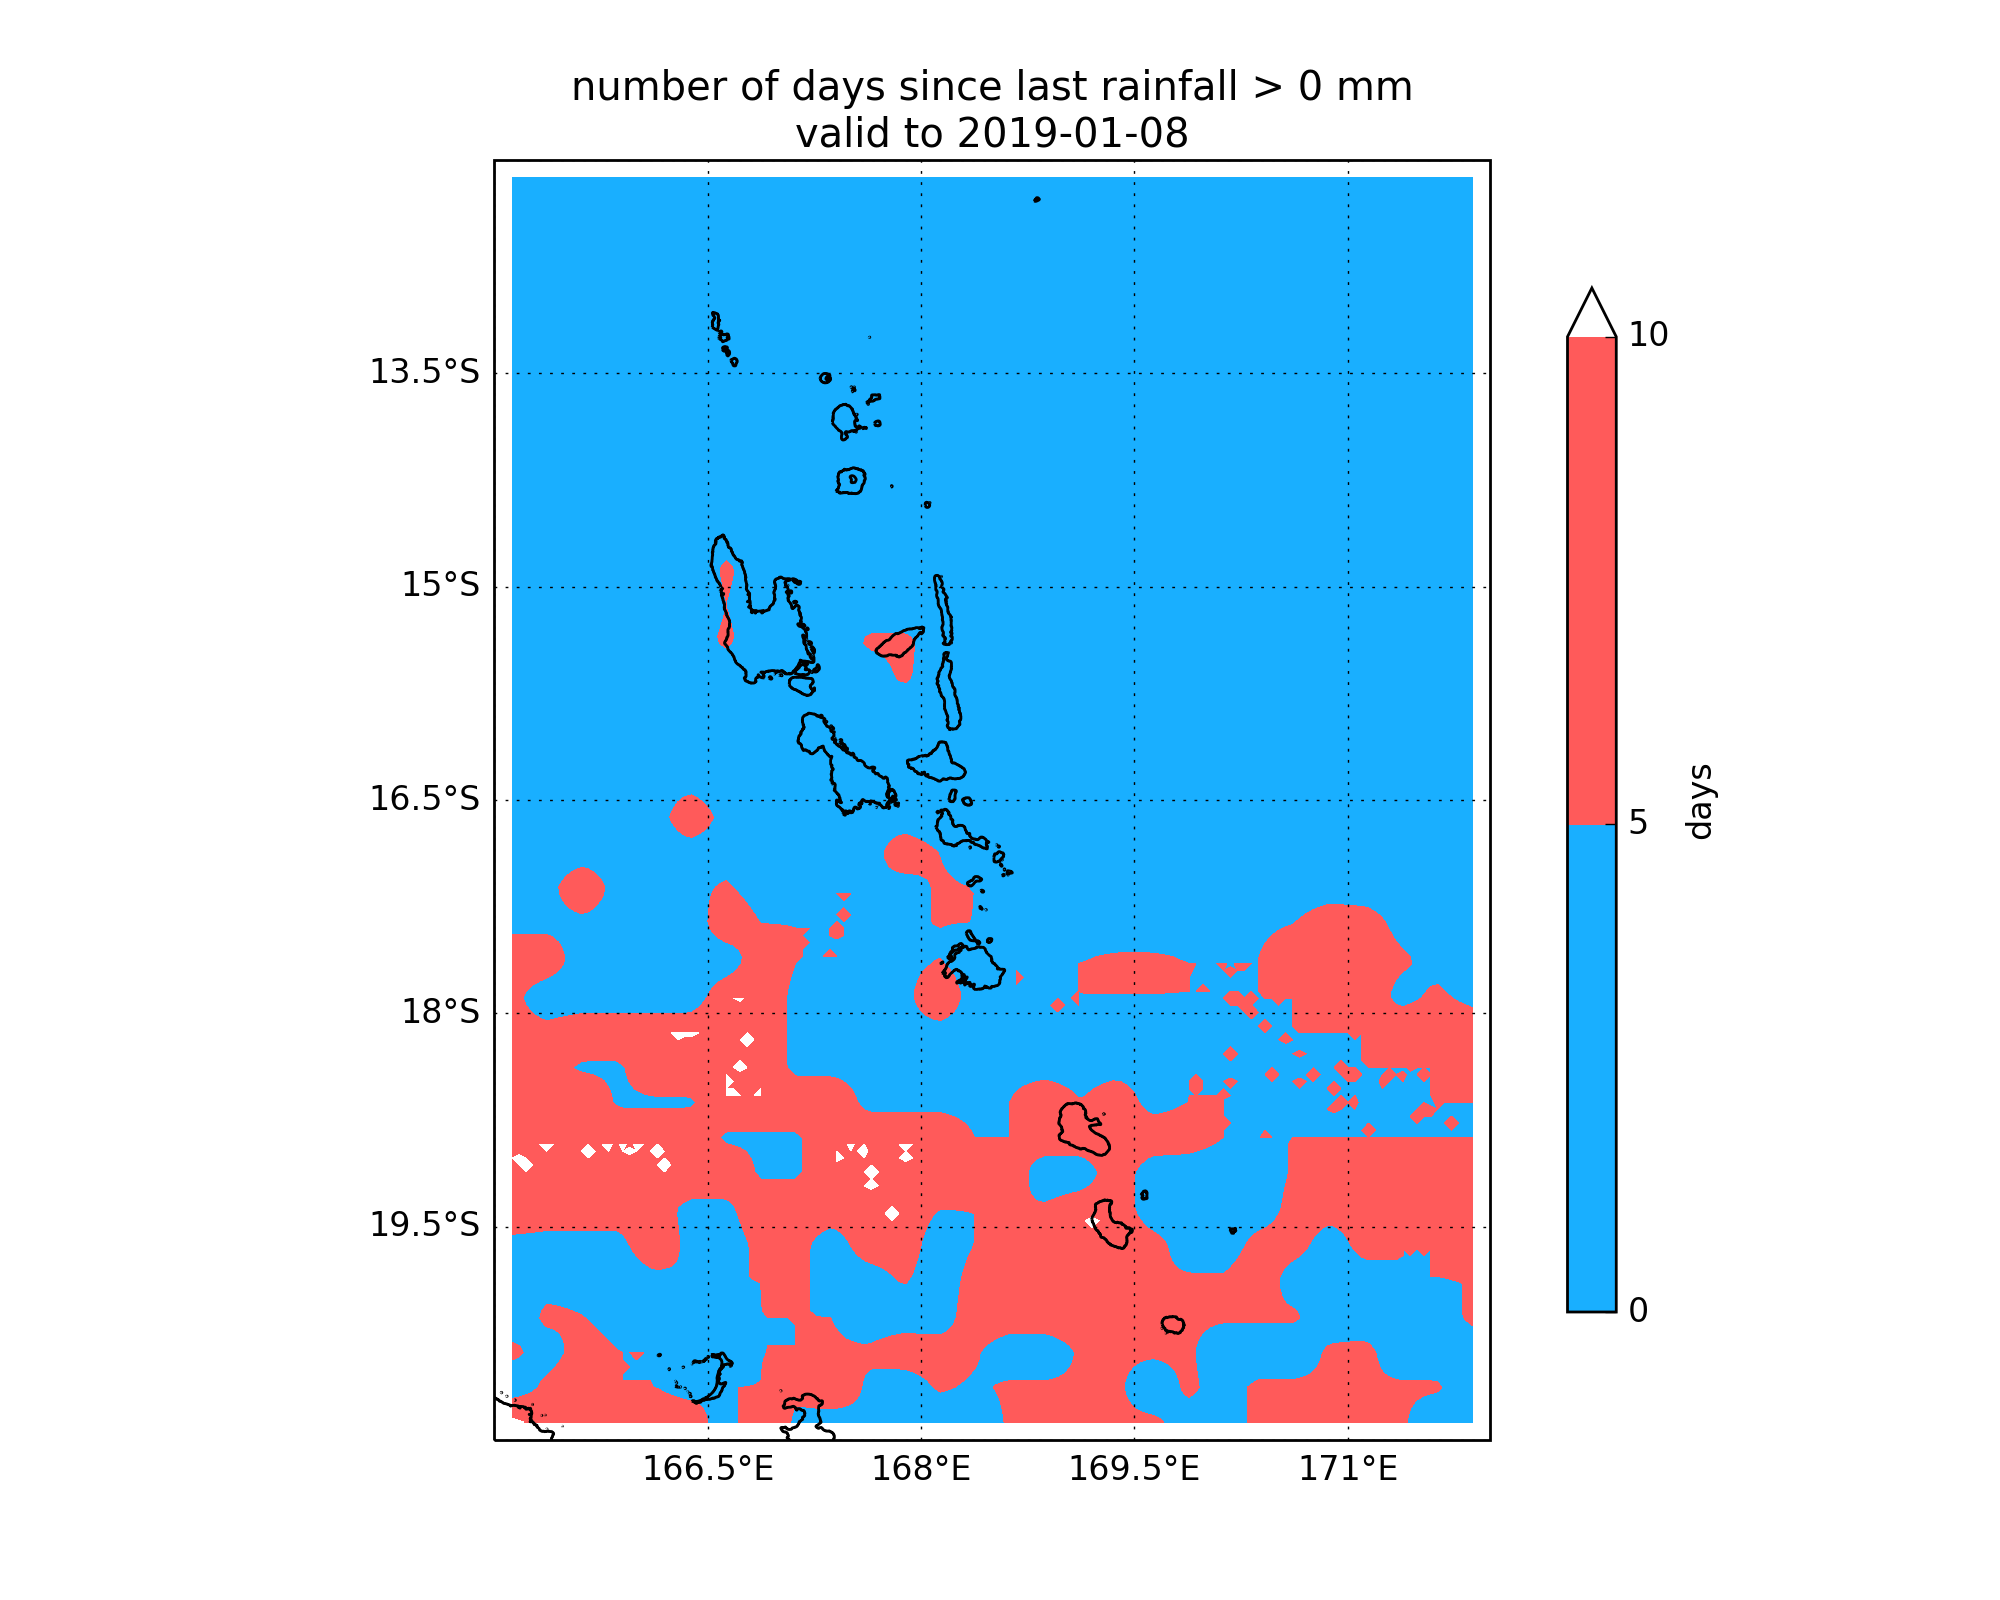 number of days since last rainfall > 0 mm
valid to 2019-01-08
13.5°S
15°S
16.5°S
18°S
19.5°S
166.5°E
168°E
169.5°E
171°E
10
5
0
days